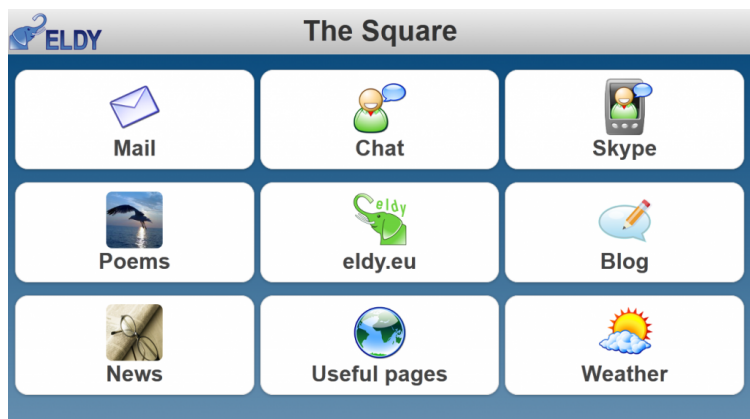 ELDY
The Square
Mail
Chat
Skype
Poems
eldy
eldy.eu
Blog
News
Useful pages
Weather